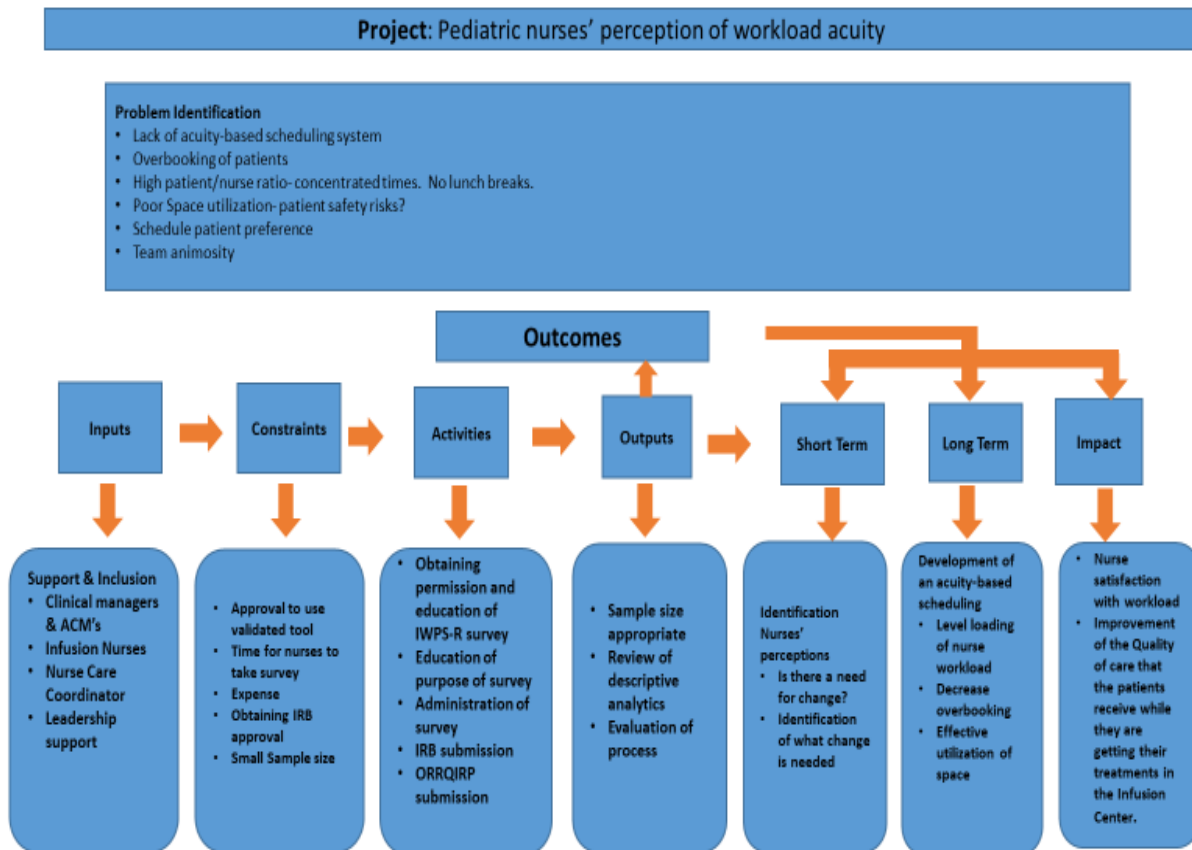 Project: Pediatric nurses' perception of workload acuity
Problem Identification
• Lack of acuity-based scheduling system
• Overbooking of patients
• High patient/nurse ratio- concentrated times. No lunch breaks.
• Poor Space utilization- patient safety risks?
• Schedule patient preference
• Team animosity
Outcomes
Inputs
Constraints
Activities
Outputs
Short Term
Long Term
Impact
Support & Inclusion
• Clinical managers
& ACM's
• Infusion Nurses
• Nurse Care
Coordinator
• Leadership
support
• Approval to use
validated tool
• Time for nurses to
take survey
• Expense
• Obtaining IRB
approval
• Small Sample size
• Obtaining
permission and
education of
IWPS-R survey
• Education of
purpose of survey
• Administration of
survey
• IRB submission
• ORRQIRP
submission
• Sample size
appropriate
• Review of
descriptive
analytics
• Evaluation of
process
Identification
Nurses'
perceptions
• Is there a need
for change?
• Identification
of what change
is needed
Development of
an acuity-based
scheduling
• Level loading
of nurse
workload
• Decrease
overbooking
• Effective
utilization of
space
• Nurse
satisfaction
with workload
• Improvement
of the Quality
of care that
the patients
receive while
they are
getting their
treatments in
the Infusion
Center.